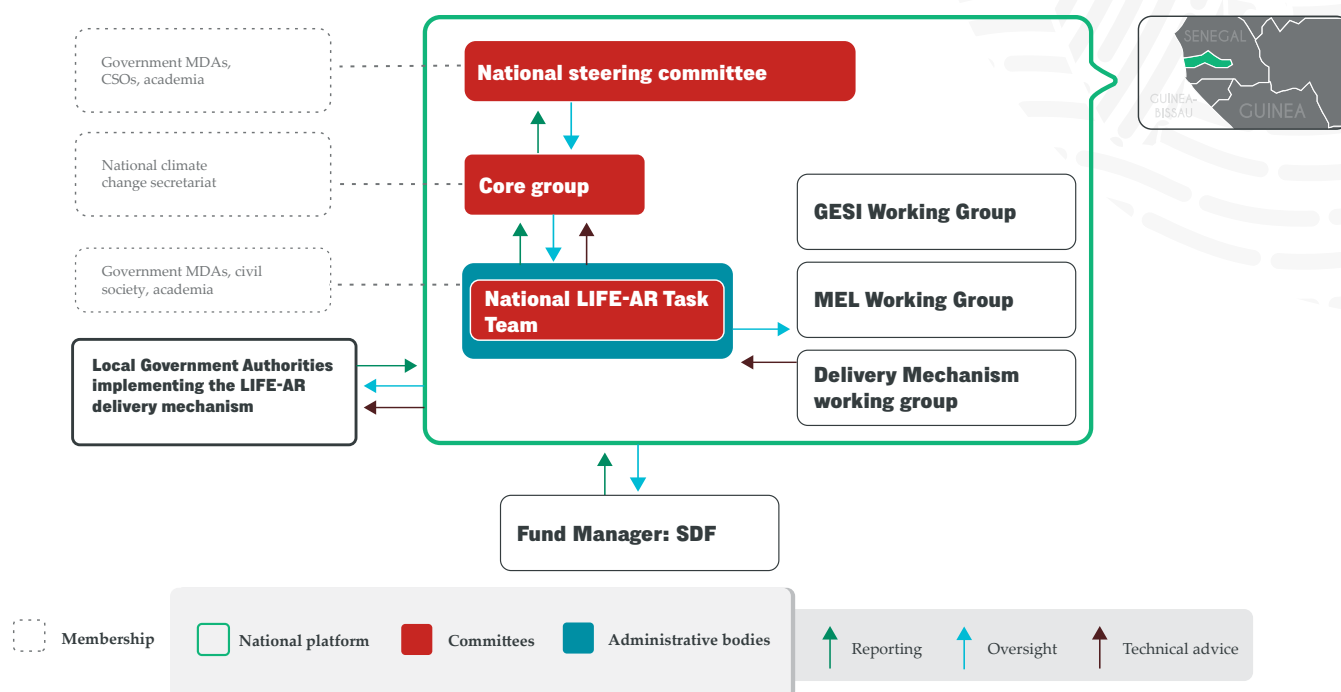 Government MDAs,
CSOs, academia
National steering committee
SENEGAL
GUINEA-
BISSAU
GUINEA
National climate
change secretariat
Core group
GESI Working Group
Government MDAs, civil
society, academia
National LIFE-AR Task
Team
MEL Working Group
Local Government Authorities
implementing the LIFE-AR
delivery mechanism
Delivery Mechanism
working group
Fund Manager: SDF
Membership
National platform
Committees
Administrative bodies
Reporting
Oversight
Technical advice